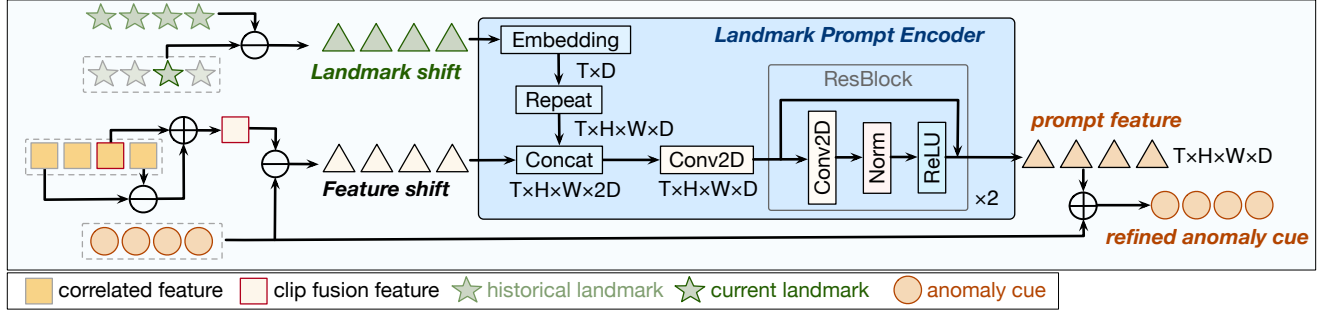 Landmark shift
Feature shift
Landmark Prompt Encoder
Embedding
T×D
Repeat
T×H×W×D
Concat
T×H×W×2D
Conv2D
T×H×W×D
ResBlock
Conv2D
Norm
ReLU
×2
prompt feature
T×H×W×D
refined anomaly cue
correlated feature
clip fusion feature
historical landmark
current landmark
anomaly cue